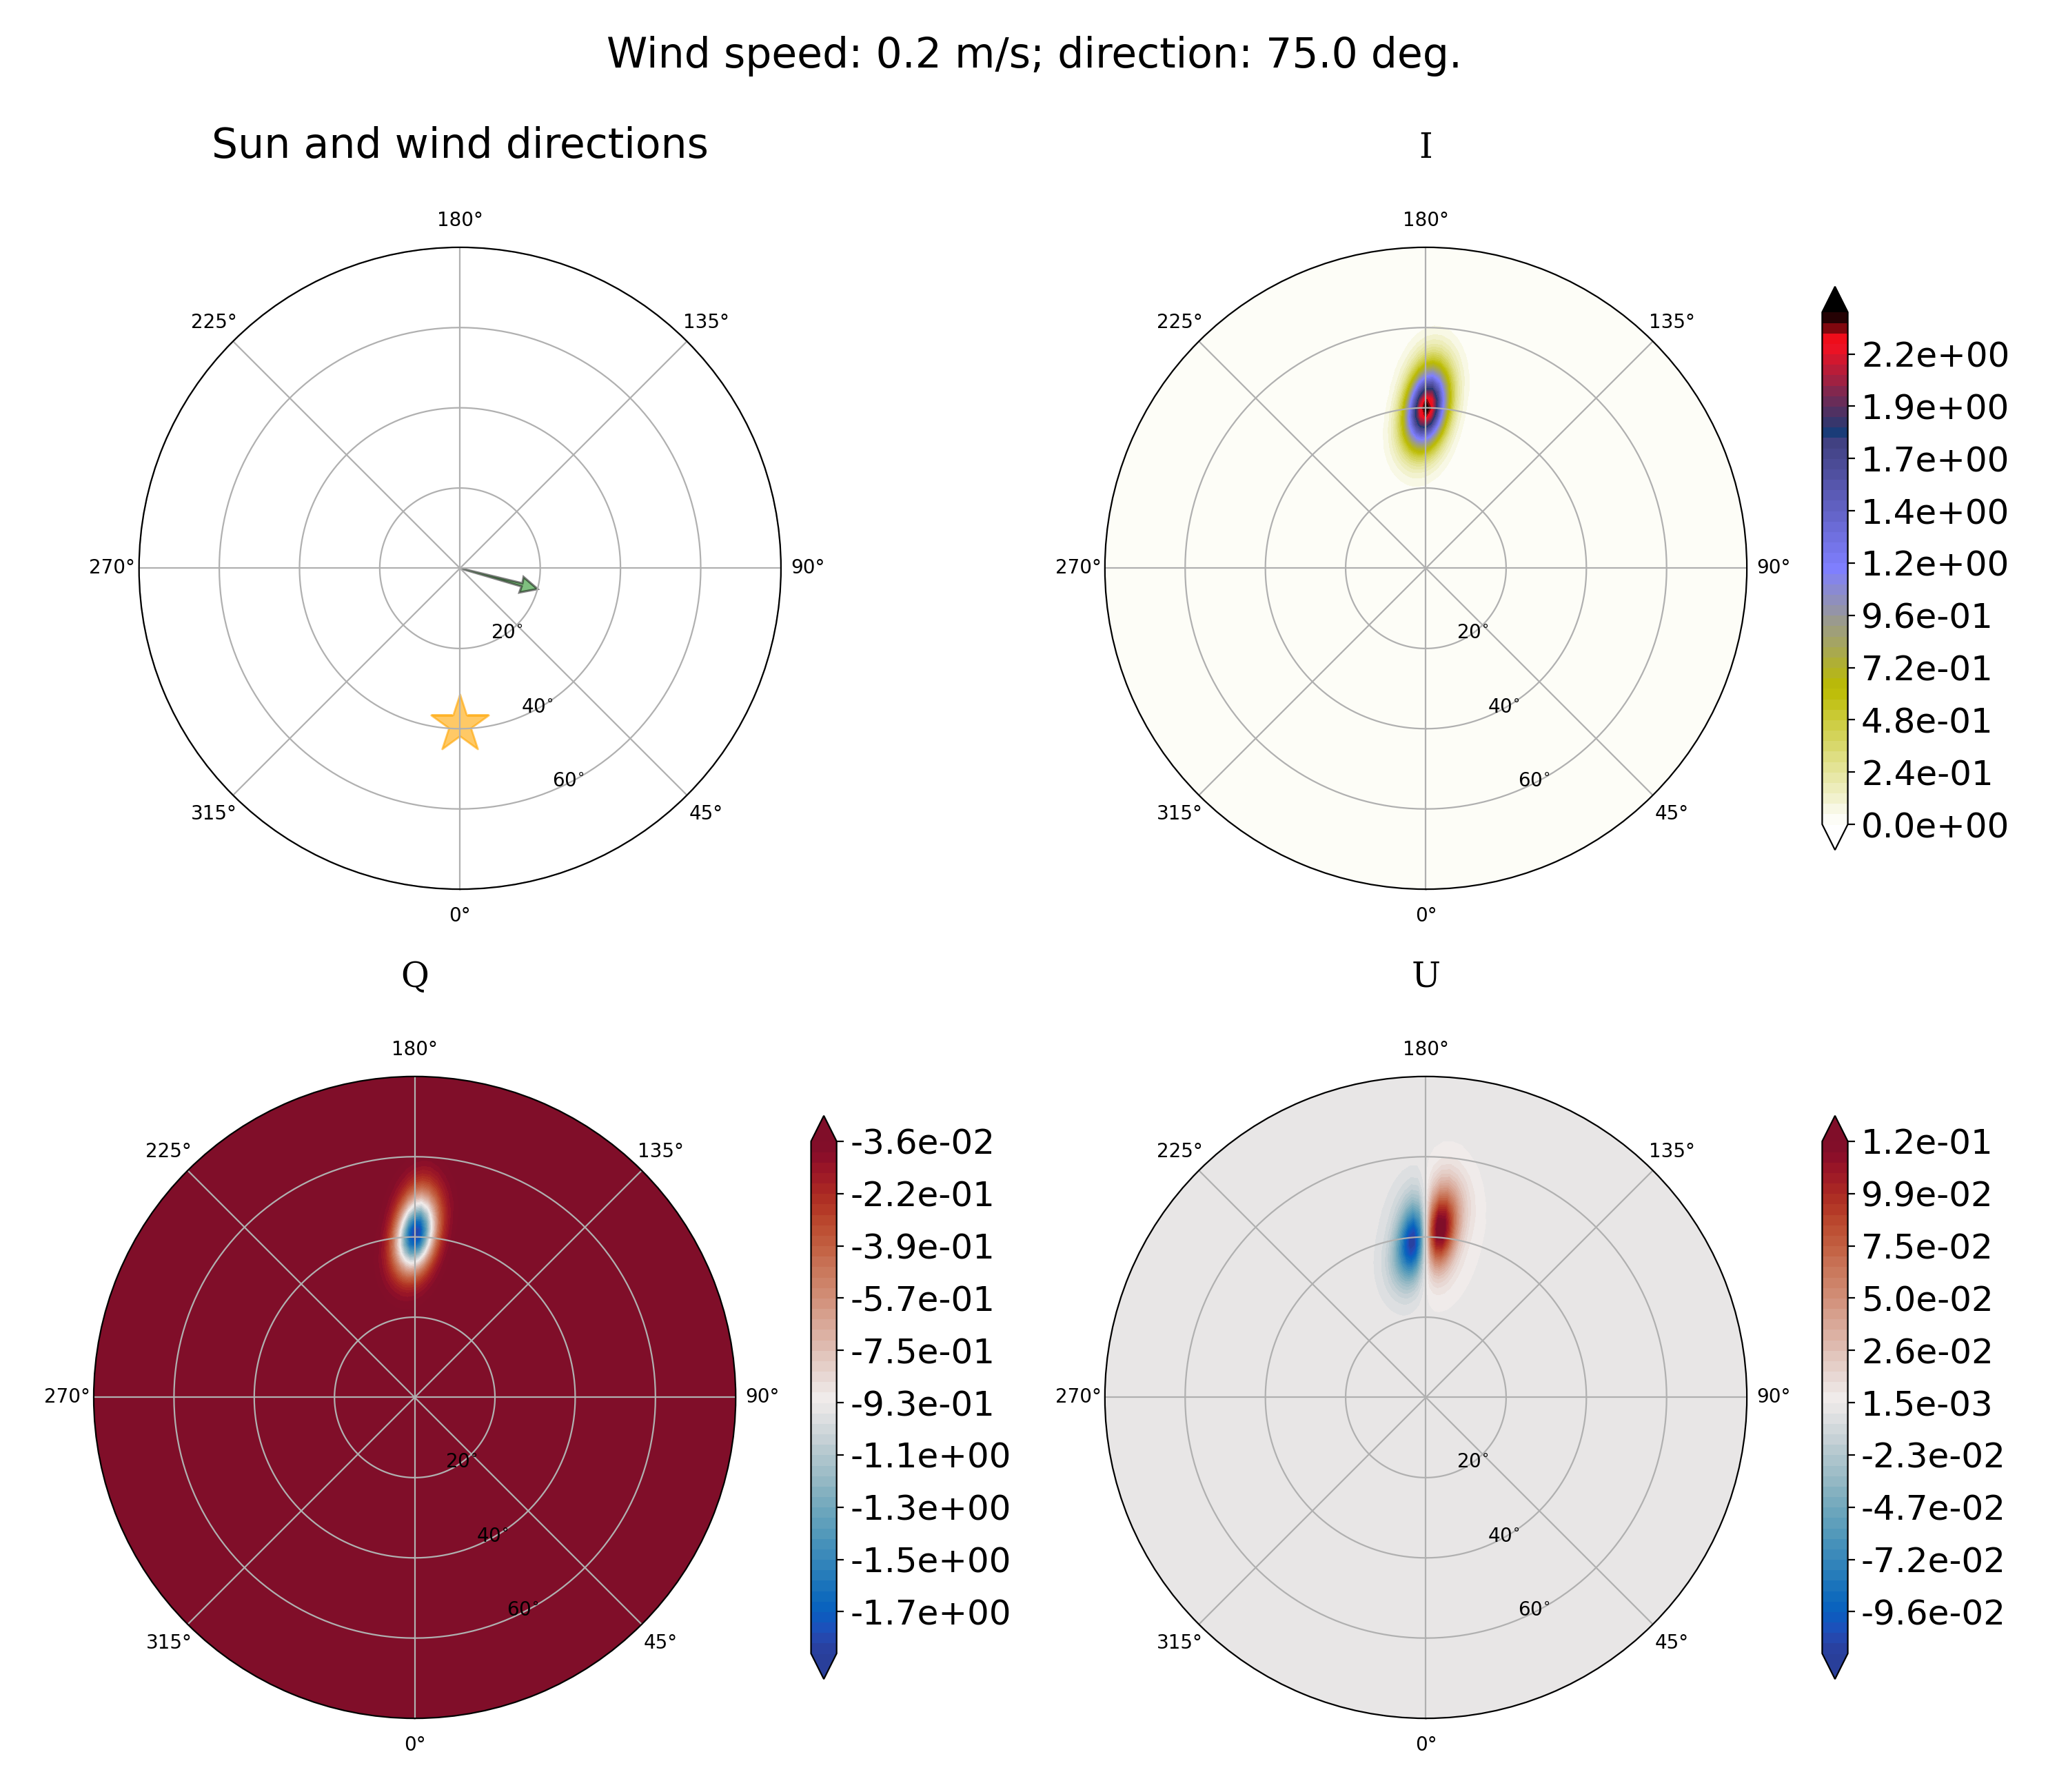 Wind speed: 0.2 m/s; direction: 75.0 deg.
Sun and wind directions
180°
225°
135°
270°
90°
20°
40°
60°
315°
45°
0°
I
180°
225°
135°
270°
90°
20°
40°
60°
315°
45°
0°
2.2e+00
1.9e+00
1.7e+00
1.4e+00
1.2e+00
9.6e-01
7.2e-01
4.8e-01
2.4e-01
0.0e+00
Q
180°
225°
135°
270°
90°
20°
40°
60°
315°
45°
0°
-3.6e-02
-2.2e-01
-3.9e-01
-5.7e-01
-7.5e-01
-9.3e-01
-1.1e+00
-1.3e+00
-1.5e+00
-1.7e+00
U
180°
225°
135°
270°
90°
20°
40°
60°
315°
45°
0°
1.2e-01
9.9e-02
7.5e-02
5.0e-02
2.6e-02
1.5e-03
-2.3e-02
-4.7e-02
-7.2e-02
-9.6e-02